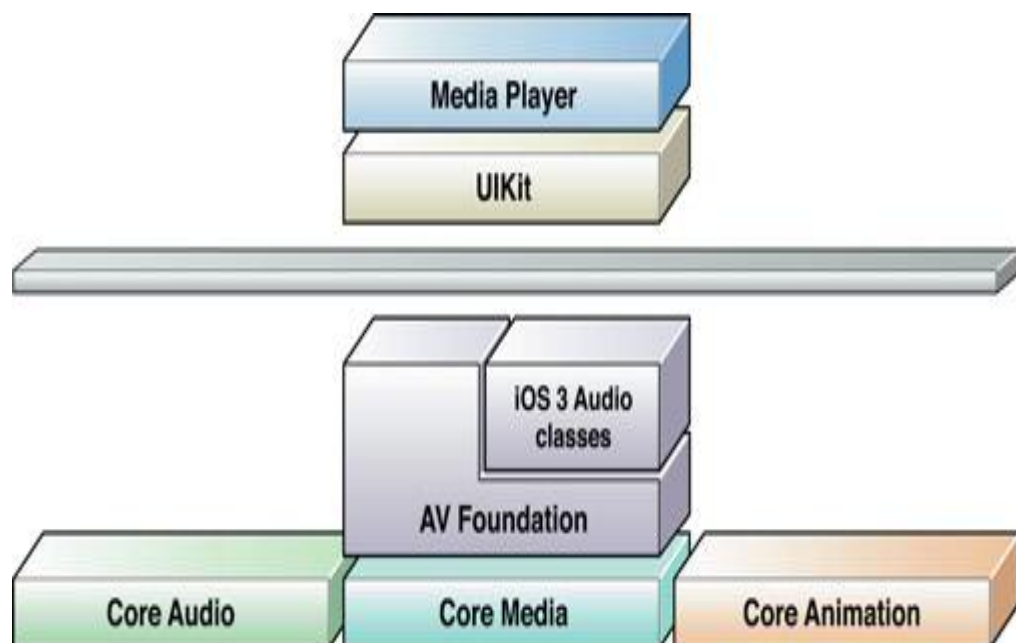 Media Player
UIKit
iOS 3 Audio
classes
AV Foundation
Core Audio
Core Media
Core Animation